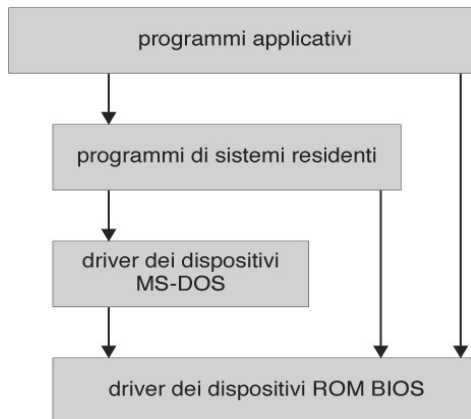 programmi applicativi
programmi di sistemi residenti
driver dei dispositivi
MS-DOS
driver dei dispositivi ROM BIOS